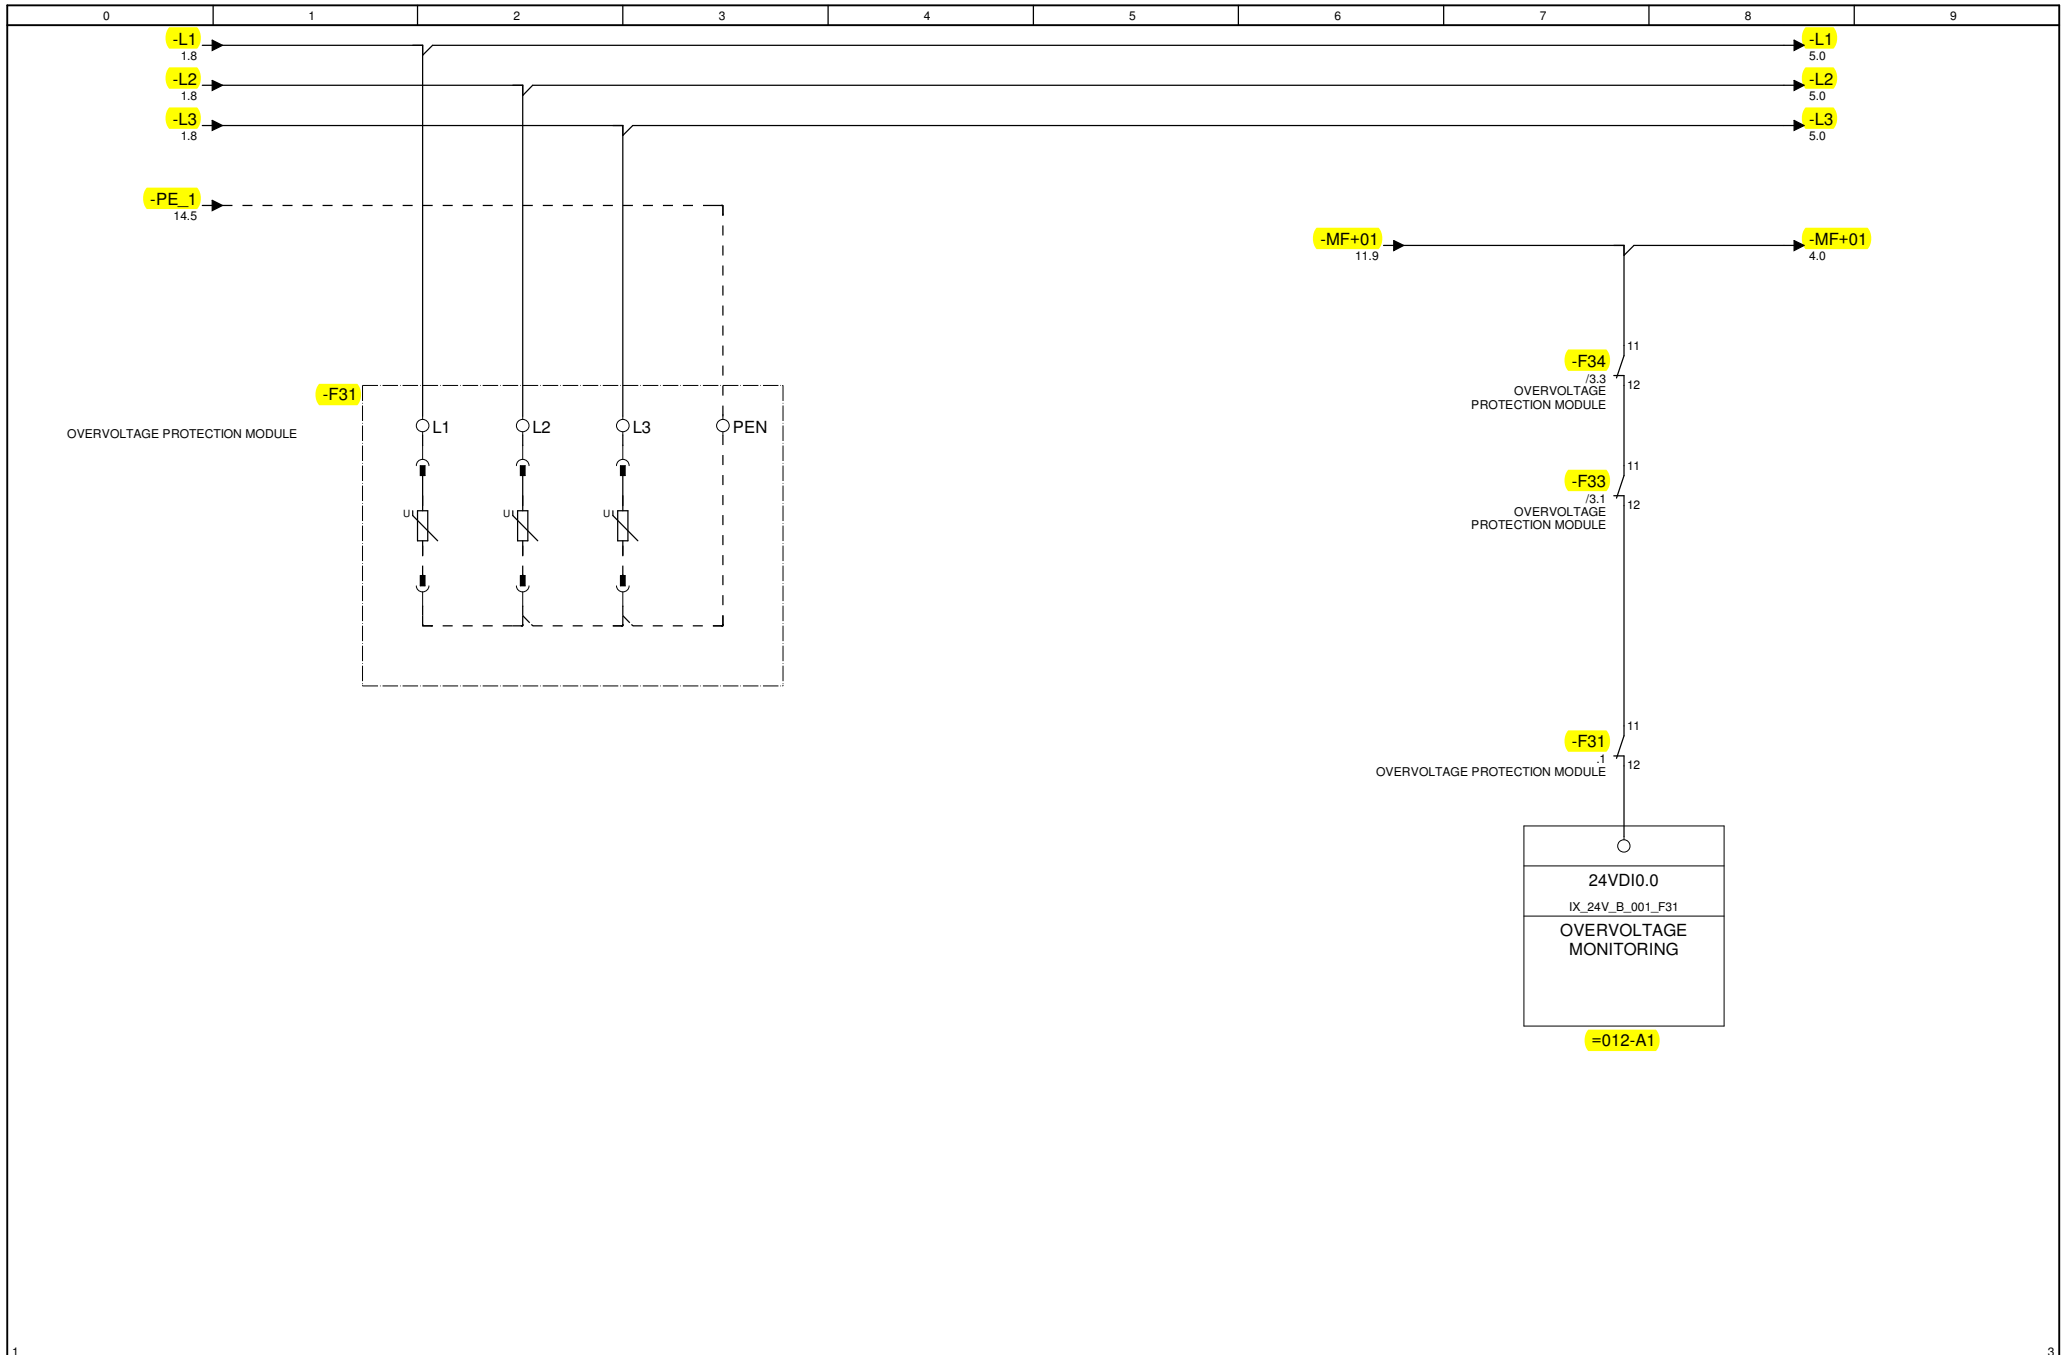 0 1 2 3 4 5 6 7 8 9
-L1
1.8
-L1
5.0
-L2
1.8
-L2
5.0
-L3
1.8
-L3
5.0
-PE_1
14.5
-MF+01
11.9
-MF+01
4.0
11
-F34
/3.3
12
OVERVOLTAGE
PROTECTION MODULE
-F31
OVERVOLTAGE PROTECTION MODULE
L1 L2 L3 PEN
11
-F33
/3.1
12
OVERVOLTAGE
PROTECTION MODULE
U U U
11
-F31
.1
12
OVERVOLTAGE PROTECTION MODULE
24VDI0.0
IX_24V_B_001_F31
OVERVOLTAGE
MONITORING
=012-A1
1 3